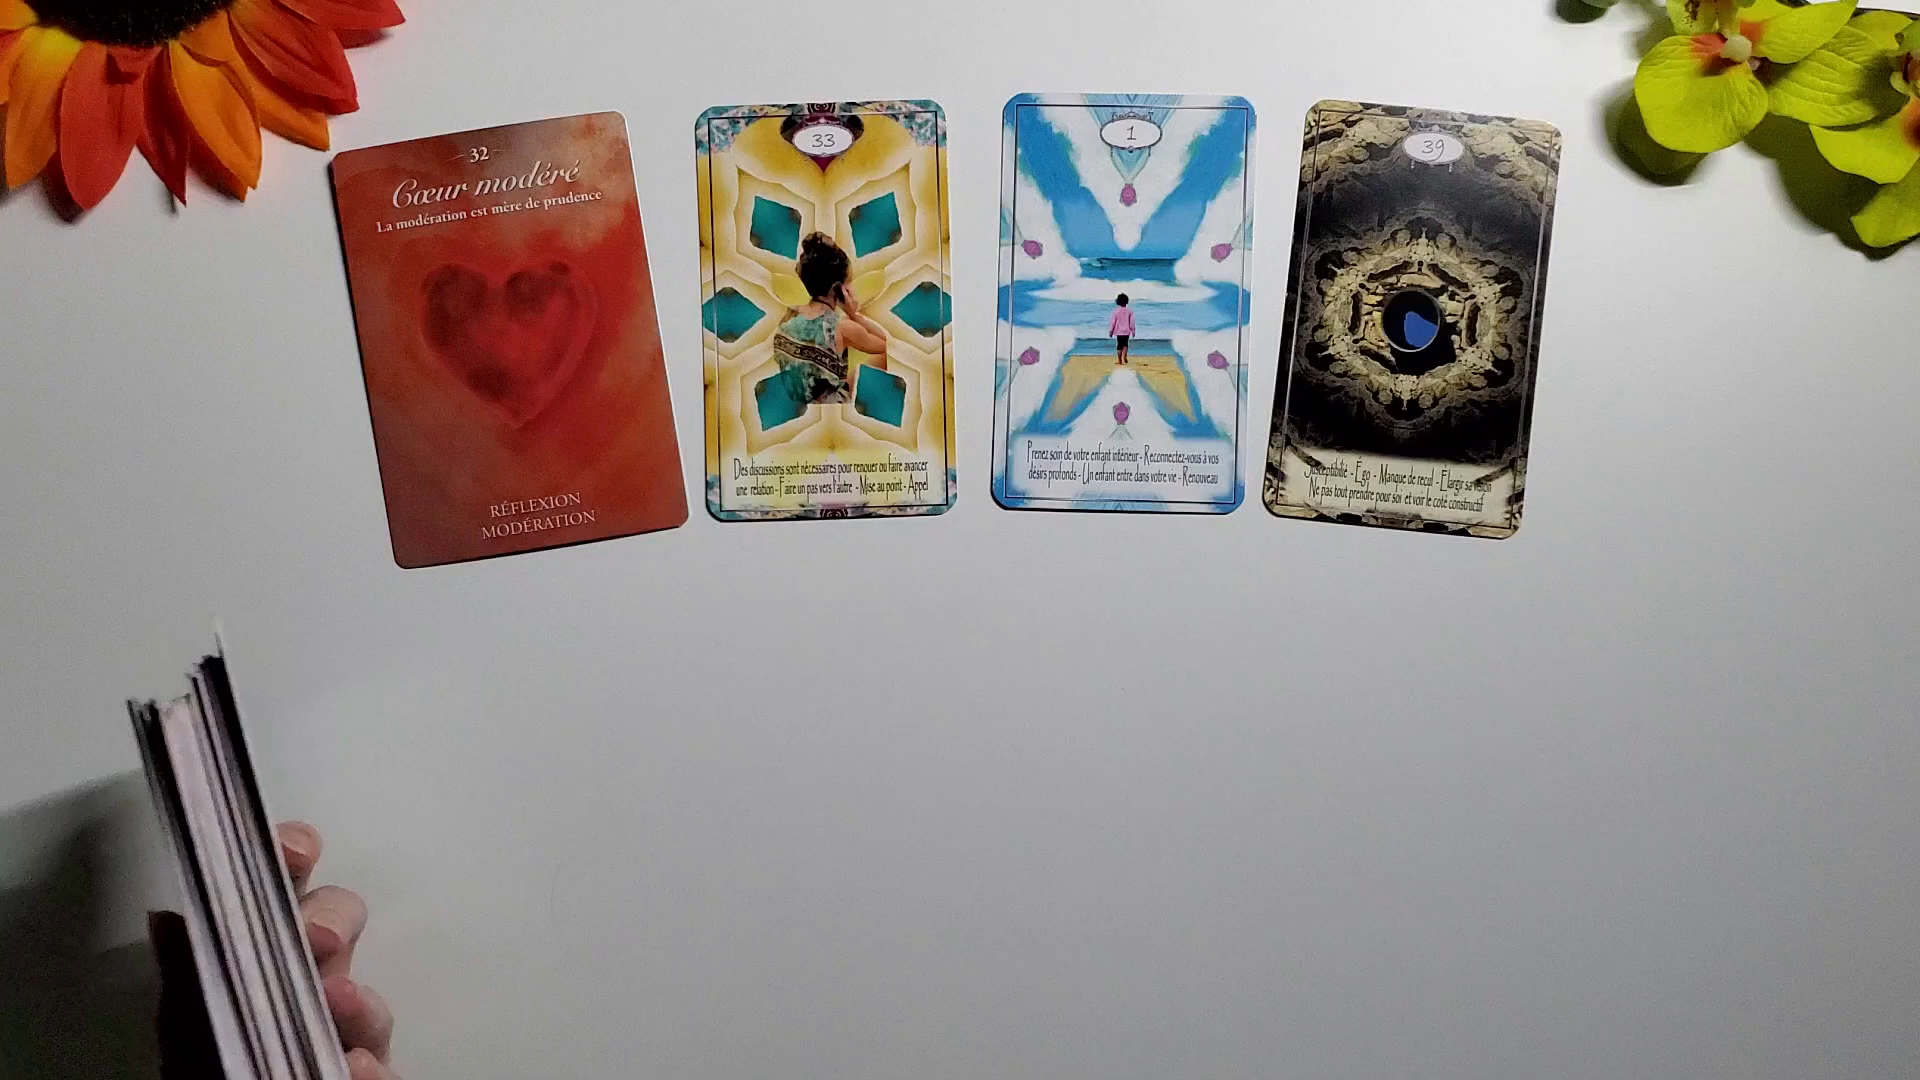 32
Cœur modéré
La modération est mère de prudence
RÉFLEXION
MODÉRATION
33
Des discussions sont nécessaires pour renouer ou faire avancer
une relation - Faire un pas vers l'autre - Mise au point - Appel
1
Prenez soin de votre enfant intérieur - Reconnectez-vous à vos
désirs profonds - Un enfant entre dans votre vie - Renouveau
39
Susceptibilité - Égo - Manque de recul - Élargir sa vision
Ne pas tout prendre pour soi et voir le coté constructif